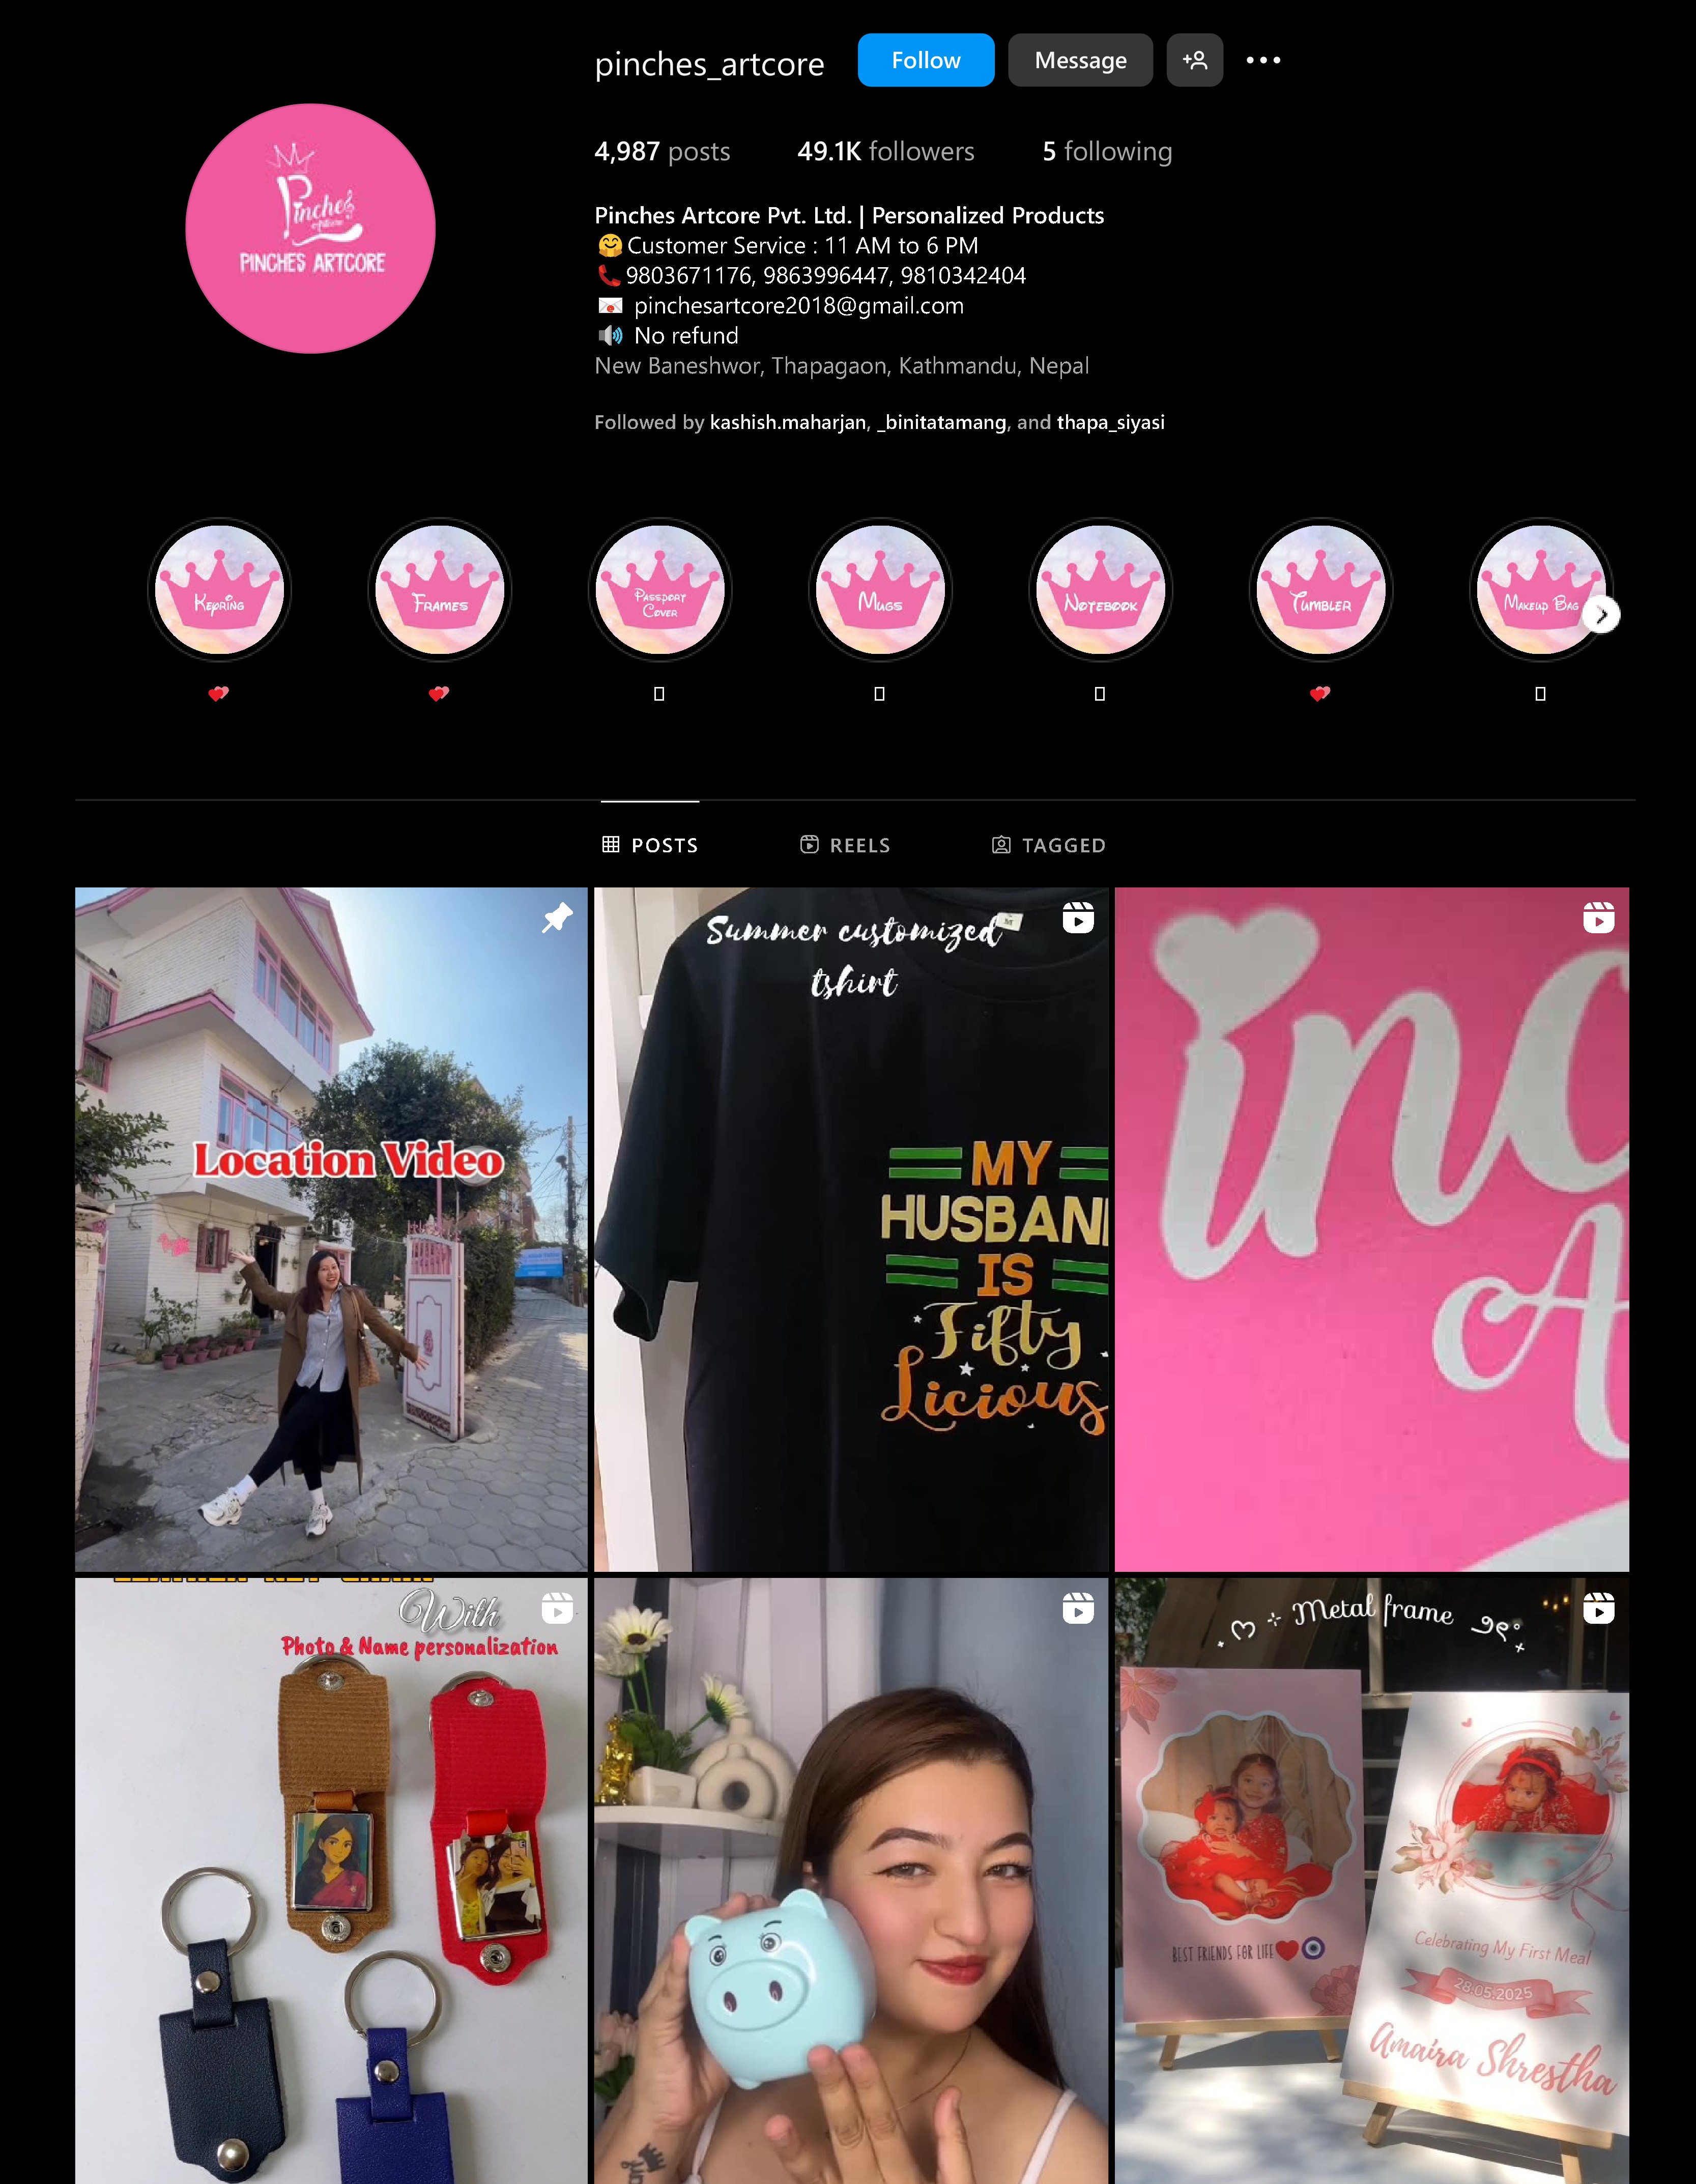 pinches_artcore
Follow
Message
4,987 posts
49.1K followers
5 following
Pinches
Artcore
PINCHES ARTCORE
Pinches Artcore Pvt. Ltd. | Personalized Products
🤗Customer Service : 11 AM to 6 PM
📞9803671176, 9863996447, 9810342404
💌 pinchesartcore2018@gmail.com
🔊 No refund
New Baneshwor, Thapagaon, Kathmandu, Nepal
Followed by kashish.maharjan, _binitatamang, and thapa_siyasi
Keyring
Frames
Passport
Cover
Mugs
Notebook
Tumbler
Makeup Bag
POSTS
REELS
TAGGED
Location Video
Summer customized
tshirt
M
MY
HUSBAN
IS
Fifty
Licious
inc
A
With
Photo & Name personalization
Metal frame
BEST FRIENDS FOR LIFE
Celebrating My First Meal
28.05.2025
Amaira Shrestha